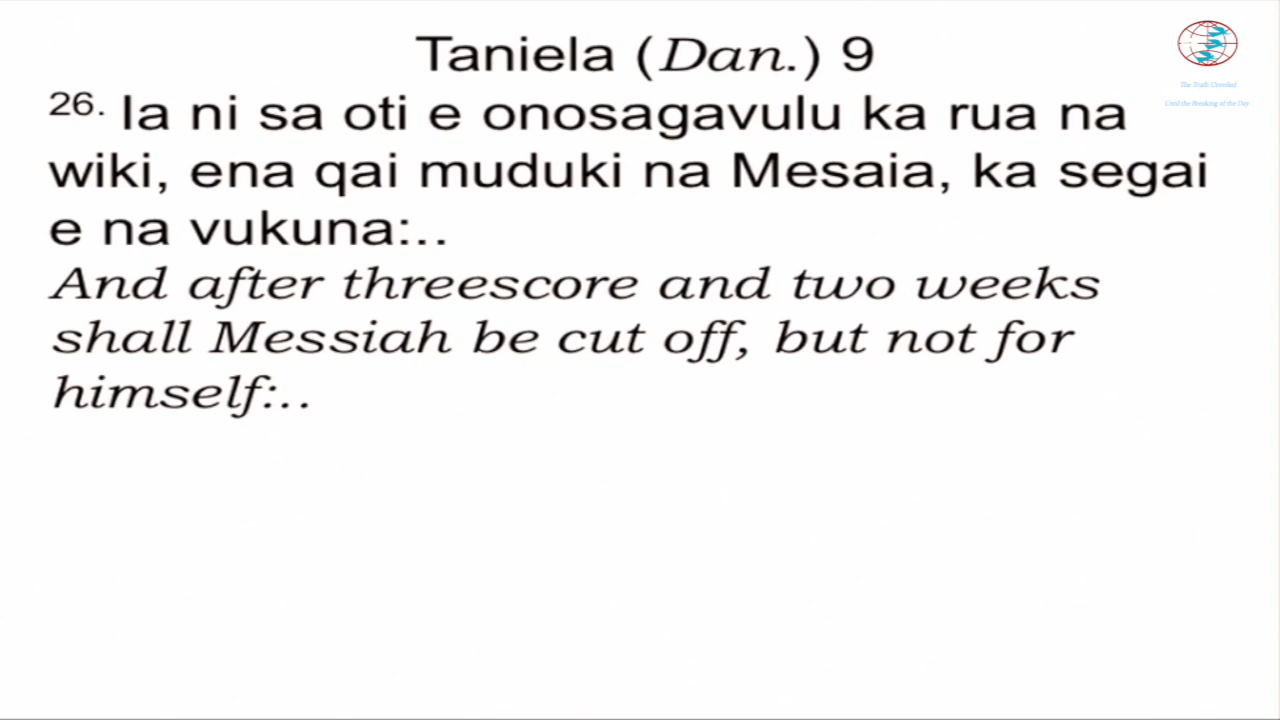 Taniela (Dan.) 9
The Truth Unveiled
Until the Breaking of the Day
26. Ia ni sa oti e onosagavulu ka rua na
wiki, ena qai muduki na Mesaia, ka segai
e na vukuna:..
And after threescore and two weeks
shall Messiah be cut off, but not for
himself:..